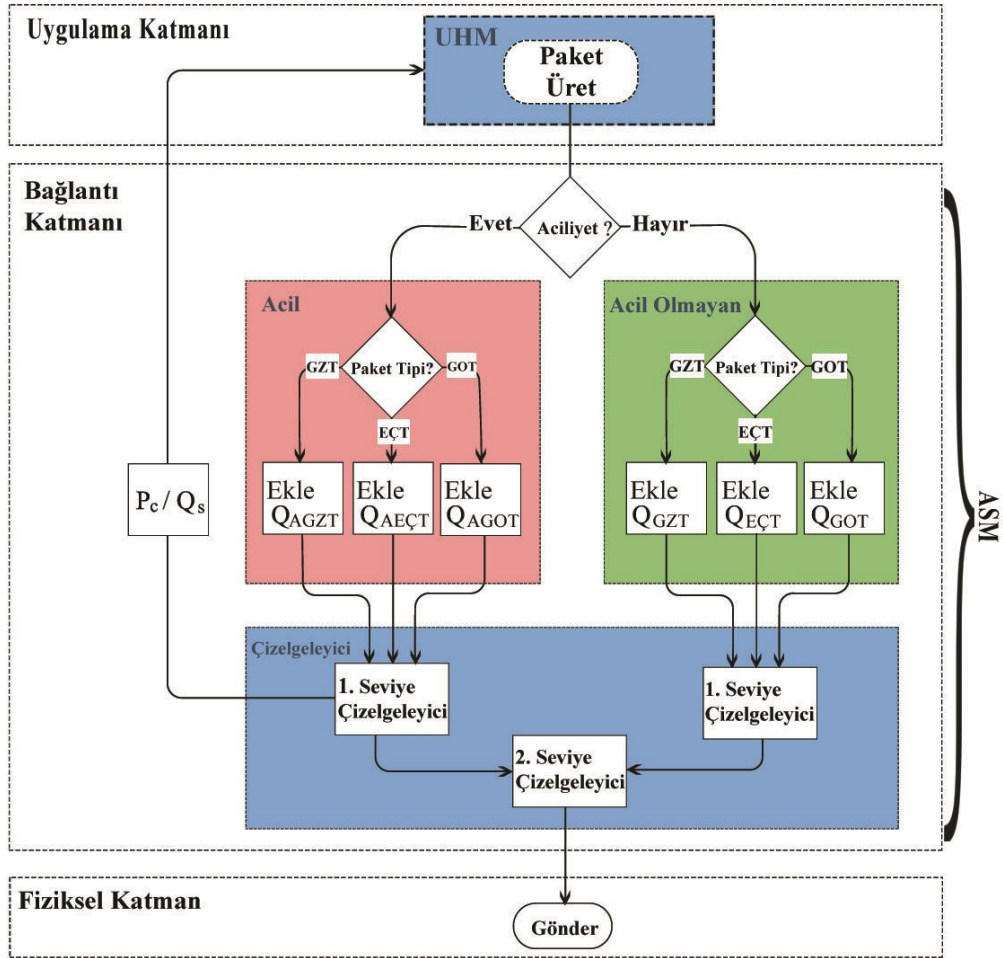 Uygulama Katmanı
UHM
Paket
Üret
Bağlantı
Katmanı
Aciliyet ?
Evet
Hayır
Acil
Paket Tipi?
GZT
GOT
EÇT
Ekle
QAGZT
Ekle
QAEÇT
Ekle
QAGOT
Acil Olmayan
Paket Tipi?
GZT
GOT
EÇT
Ekle
QGZT
Ekle
QEÇT
Ekle
QGOT
Pc / Qs
ASM
Çizelgeleyici
1. Seviye
Çizelgeleyici
1. Seviye
Çizelgeleyici
2. Seviye
Çizelgeleyici
Fiziksel Katman
Gönder